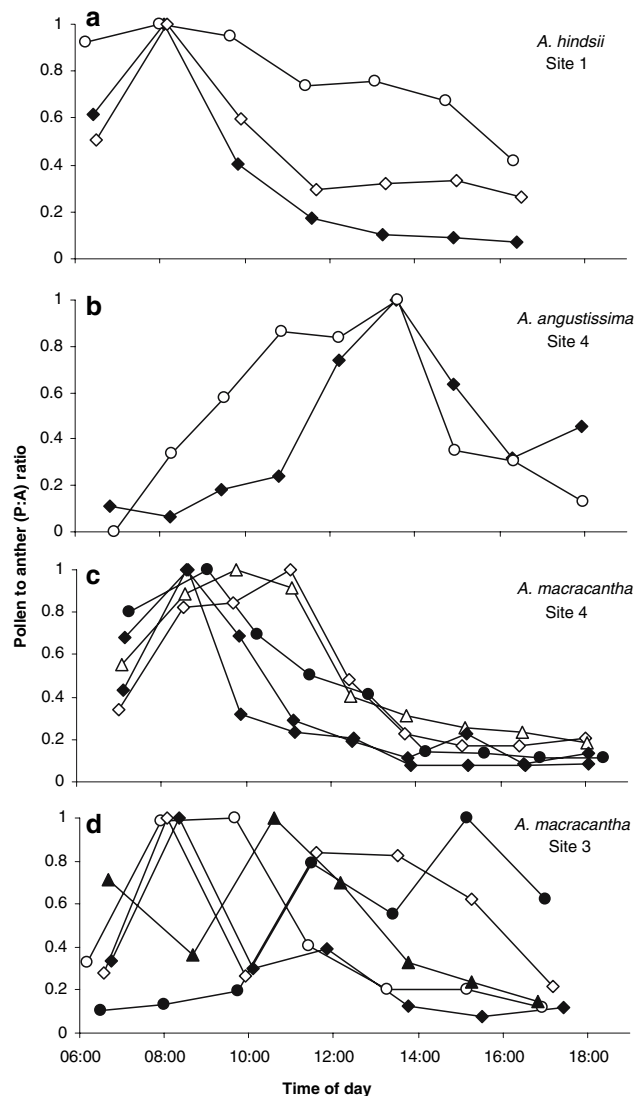 a
A. hindsii
Site 1
1
0.8
0.6
0.4
0.2
0
b
A. angustissima
Site 4
1
0.8
0.6
0.4
0.2
0
Pollen to anther (P:A) ratio
c
A. macracantha
Site 4
1
0.8
0.6
0.4
0.2
0
d
A. macracantha
Site 3
1
0.8
0.6
0.4
0.2
0
06:00 08:00 10:00 12:00 14:00 16:00 18:00
Time of day